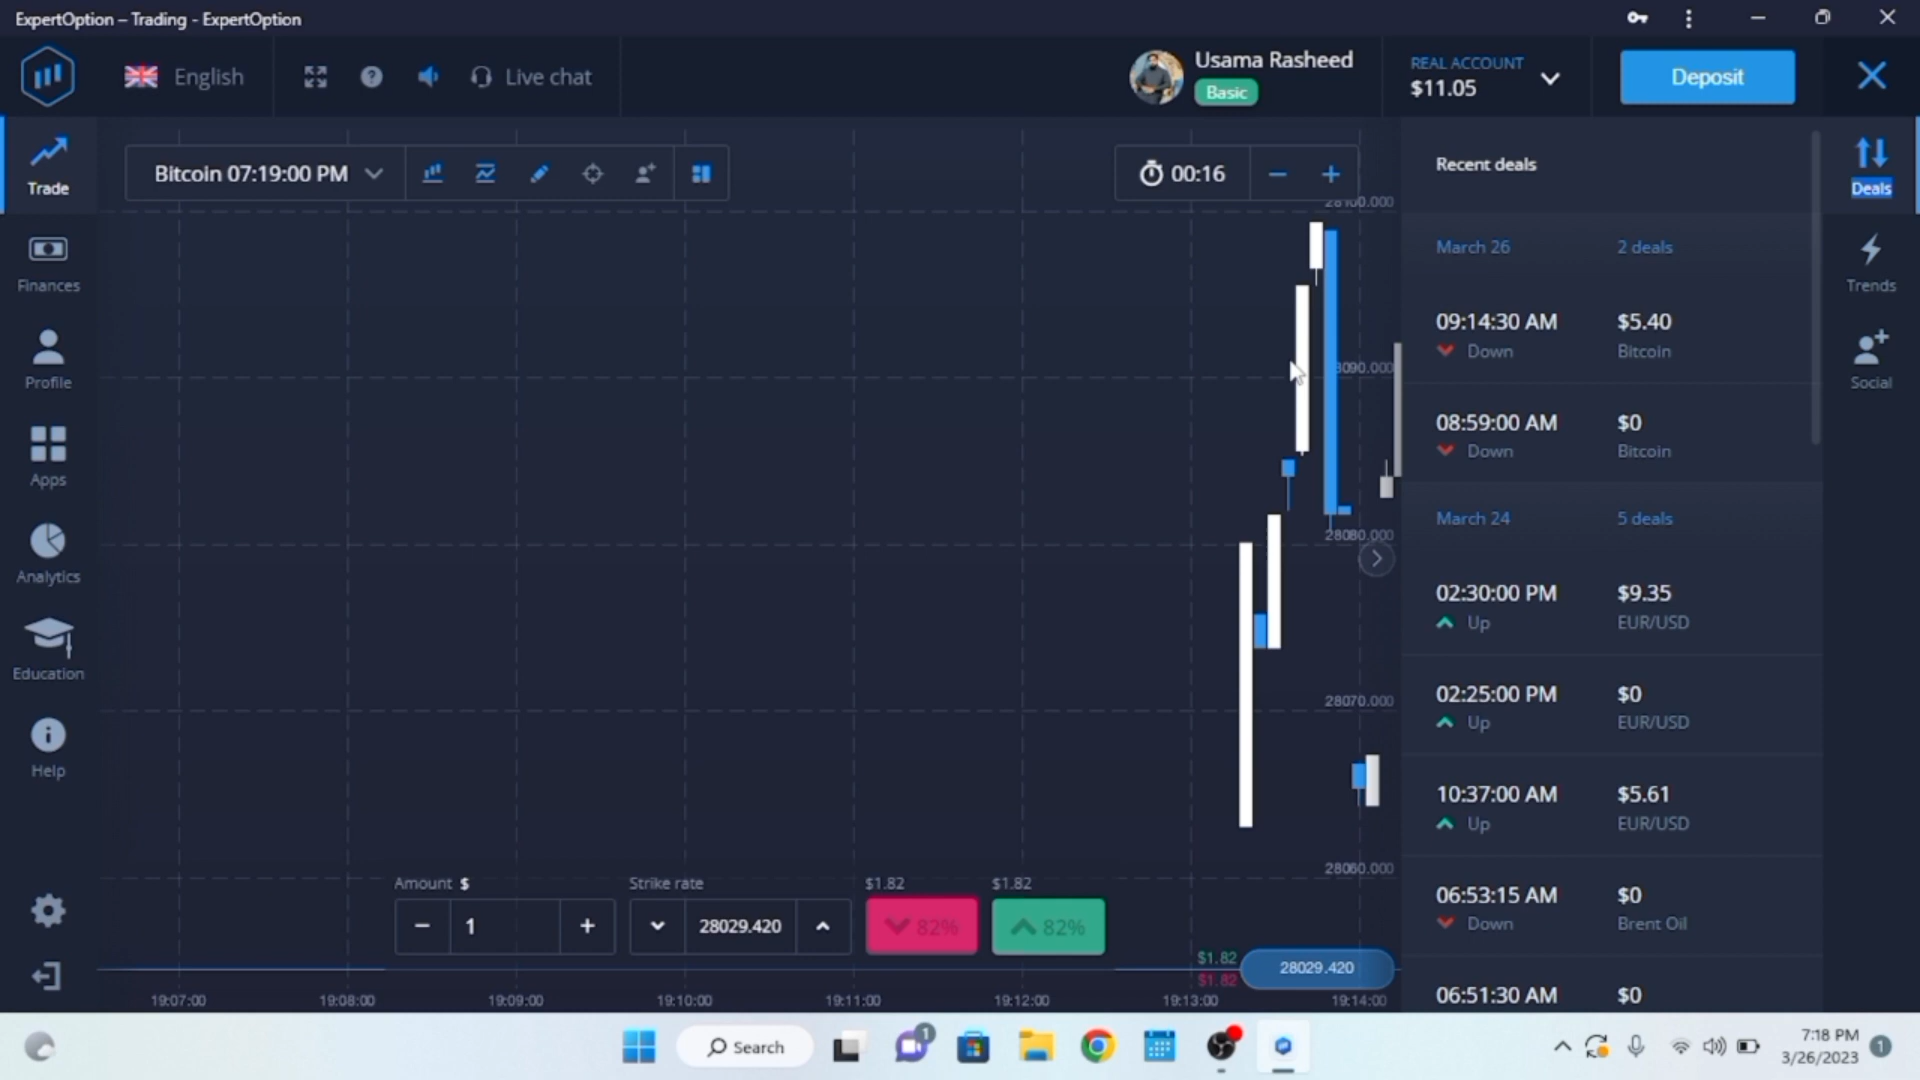 ExpertOption – Trading - ExpertOption
English
Live chat
Usama Rasheed
Basic
REAL ACCOUNT
$11.05
Deposit
Trade
Finances
Profile
Apps
Analytics
Education
Help
Bitcoin 07:19:00 PM
00:16
28100.000
28080.000
28070.000
28060.000
Amount $
1
Strike rate
28029.420
$1.82
82%
$1.82
82%
$1.82
$1.82
28029.420
19:07:00
19:08:00
19:09:00
19:10:00
19:11:00
19:12:00
19:13:00
19:14:00
Recent deals
March 26 2 deals
09:14:30 AM $5.40
Down Bitcoin
08:59:00 AM $0
Down Bitcoin
March 24 5 deals
02:30:00 PM $9.35
Up EUR/USD
02:25:00 PM $0
Up EUR/USD
10:37:00 AM $5.61
Up EUR/USD
06:53:15 AM $0
Down Brent Oil
06:51:30 AM $0
Deals
Trends
Social
Search
1
7:18 PM
3/26/2023
1